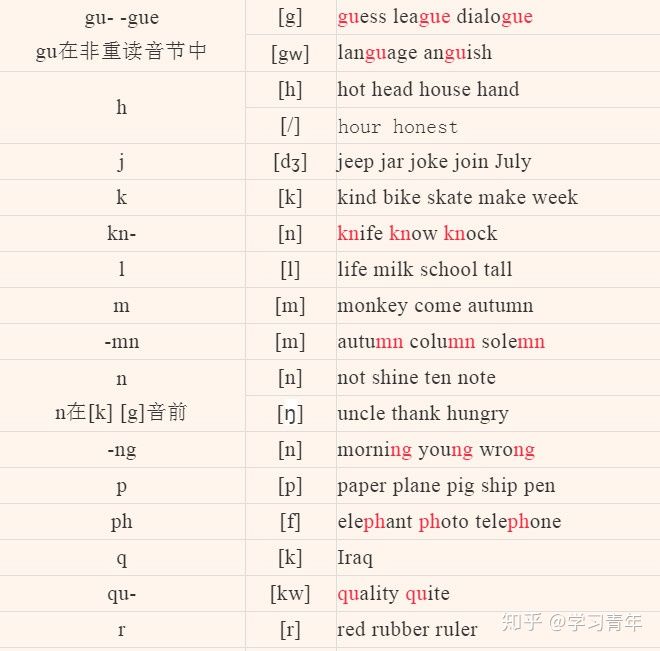 gu- -gue [g] guess league dialogue
gu在非重读音节中 [gw] language anguish
h [h] hot head house hand
[/] hour honest
j [dʒ] jeep jar joke join July
k [k] kind bike skate make week
kn- [n] knife know knock
l [l] life milk school tall
m [m] monkey come autumn
-mn [m] autumn column solemn
n [n] not shine ten note
n在[k] [g]音前 [ŋ] uncle thank hungry
-ng [n] morning young wrong
p [p] paper plane pig ship pen
ph [f] elephant photo telephone
q [k] Iraq
qu- [kw] quality quite
r [r] red rubber ruler
知乎 @学习青年